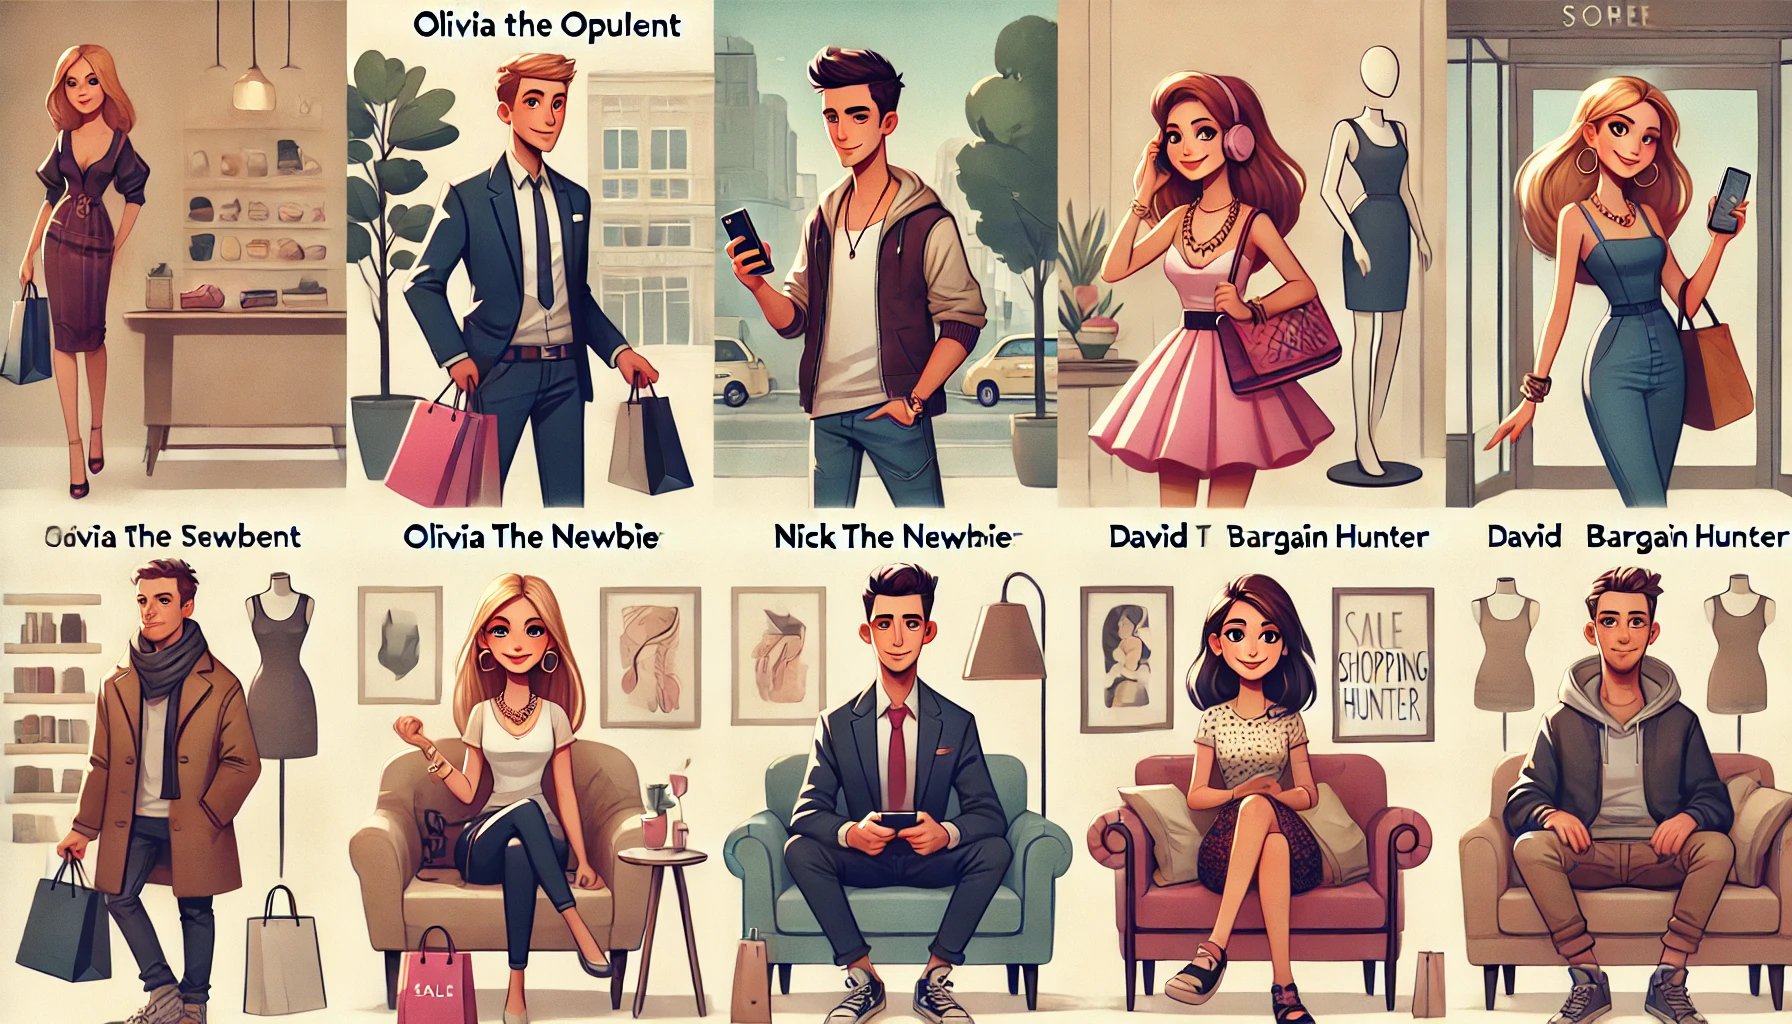 SOREE
Olivia the Opulent
Odvia The Sewbent
Olivia The Newbie
Nick The Newbie-
David T Bargain Hunter
David Bargain Hunter
SALE
SHOPPING
HUNTER
SALE